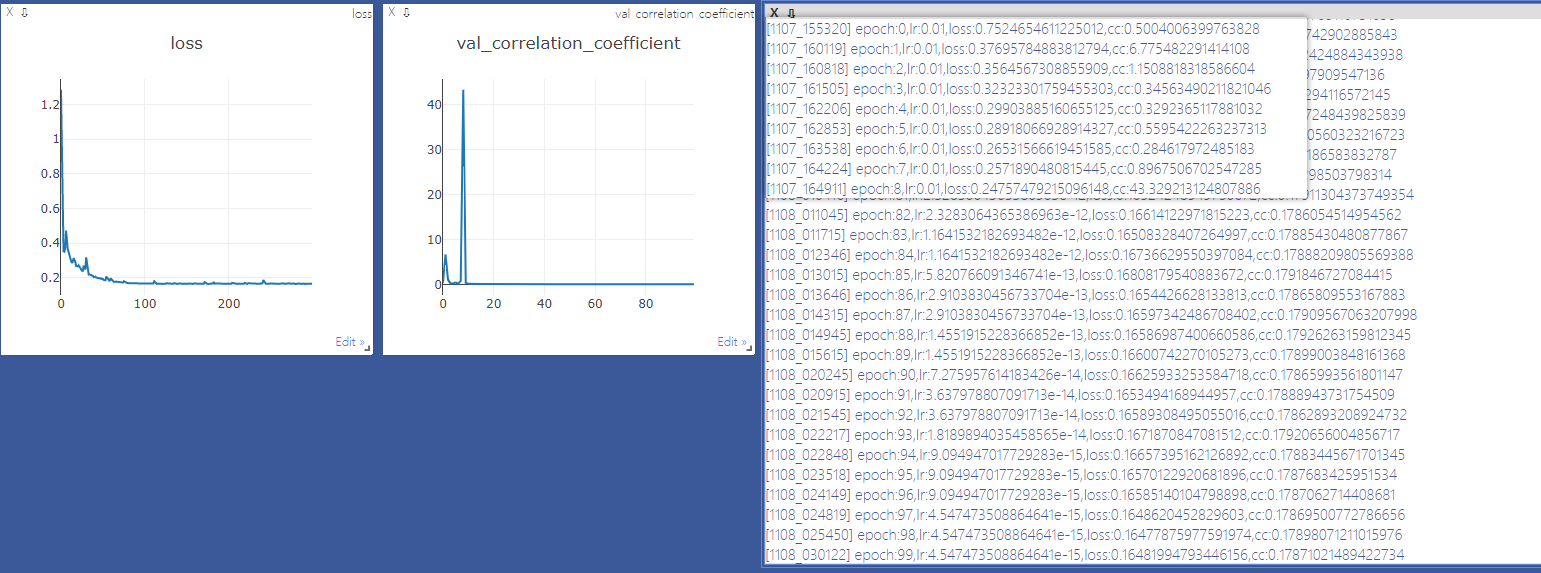 X ⇩ loss
loss
1.2
1
0.8
0.6
0.4
0.2
0 100 200
Edit »
X ⇩ val correlation coefficient
val_correlation_coefficient
40
30
20
10
0
0 20 40 60 80
Edit »
X ⇩
[1107_155320] epoch:0,lr:0.01,loss:0.7524654611225012,cc:0.5004006399763828
[1107_160119] epoch:1,lr:0.01,loss:0.37695784883812794,cc:6.775482291414108
[1107_160818] epoch:2,lr:0.01,loss:0.3564567308855909,cc:1.1508818318586604
[1107_161505] epoch:3,lr:0.01,loss:0.32323301759455303,cc:0.34563490211821046
[1107_162206] epoch:4,lr:0.01,loss:0.29903885160655125,cc:0.3292365117881032
[1107_162853] epoch:5,lr:0.01,loss:0.28918066928914327,cc:0.5595422263237313
[1107_163538] epoch:6,lr:0.01,loss:0.26531566619451585,cc:0.284617972485183
[1107_164224] epoch:7,lr:0.01,loss:0.2571890480815445,cc:0.8967506702547285
[1107_164911] epoch:8,lr:0.01,loss:0.24757479215096148,cc:43.329213124807886
742902885843
424884343938
97909547136
294116572145
7248439825839
0560323216723
186583832787
98503798314
[1108_011045] epoch:82,lr:2.3283064365386963e-12,loss:0.16614122971815223,cc:0.1786054514954562
[1108_011715] epoch:83,lr:1.1641532182693482e-12,loss:0.16508328407264997,cc:0.17885430480877867
[1108_012346] epoch:84,lr:1.1641532182693482e-12,loss:0.16736629550397084,cc:0.17888209805569388
[1108_013015] epoch:85,lr:5.820766091346741e-13,loss:0.16808179540883672,cc:0.1791846727084415
[1108_013646] epoch:86,lr:2.9103830456733704e-13,loss:0.1654426628133813,cc:0.17865809553167883
[1108_014315] epoch:87,lr:2.9103830456733704e-13,loss:0.16597342486708402,cc:0.17909567063207998
[1108_014945] epoch:88,lr:1.4551915228366852e-13,loss:0.16586987400660586,cc:0.17926263159812345
[1108_015615] epoch:89,lr:1.4551915228366852e-13,loss:0.16600742270105273,cc:0.17899003848161368
[1108_020245] epoch:90,lr:7.275957614183426e-14,loss:0.16625933253584718,cc:0.17865993561801147
[1108_020915] epoch:91,lr:3.637978807091713e-14,loss:0.1653494168944957,cc:0.17888943731754509
[1108_021545] epoch:92,lr:3.637978807091713e-14,loss:0.16589308495055016,cc:0.17862893208924732
[1108_022217] epoch:93,lr:1.8189894035458565e-14,loss:0.1671870847081512,cc:0.17920656004856717
[1108_022848] epoch:94,lr:9.094947017729283e-15,loss:0.16657395162126892,cc:0.17883445671701345
[1108_023518] epoch:95,lr:9.094947017729283e-15,loss:0.16570122920681896,cc:0.1787683425951534
[1108_024149] epoch:96,lr:9.094947017729283e-15,loss:0.16585140104798898,cc:0.1787062714408681
[1108_024819] epoch:97,lr:4.547473508864641e-15,loss:0.1648620452829603,cc:0.17869500772786656
[1108_025450] epoch:98,lr:4.547473508864641e-15,loss:0.16477875977591974,cc:0.17898071211015976
[1108_030122] epoch:99,lr:4.547473508864641e-15,loss:0.16481994793446156,cc:0.17871021489422734